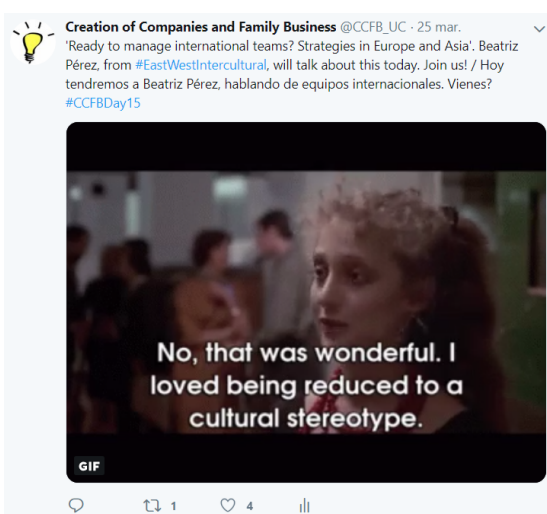 Creation of Companies and Family Business @CCFB_UC · 25 mar.
'Ready to manage international teams? Strategies in Europe and Asia'. Beatriz
Pérez, from #EastWestIntercultural, will talk about this today. Join us! / Hoy
tendremos a Beatriz Pérez, hablando de equipos internacionales. Vienes?
#CCFBDay15
No, that was wonderful. I
loved being reduced to a
cultural stereotype.
GIF
1 4